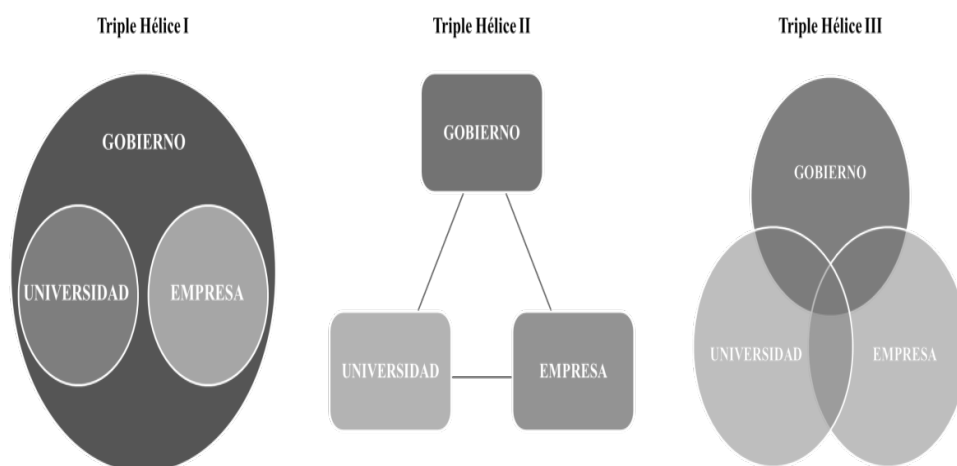 Triple Hélice I
GOBIERNO
UNIVERSIDAD
EMPRESA
Triple Hélice II
GOBIERNO
UNIVERSIDAD
EMPRESA
Triple Hélice III
GOBIERNO
UNIVERSIDAD
EMPRESA